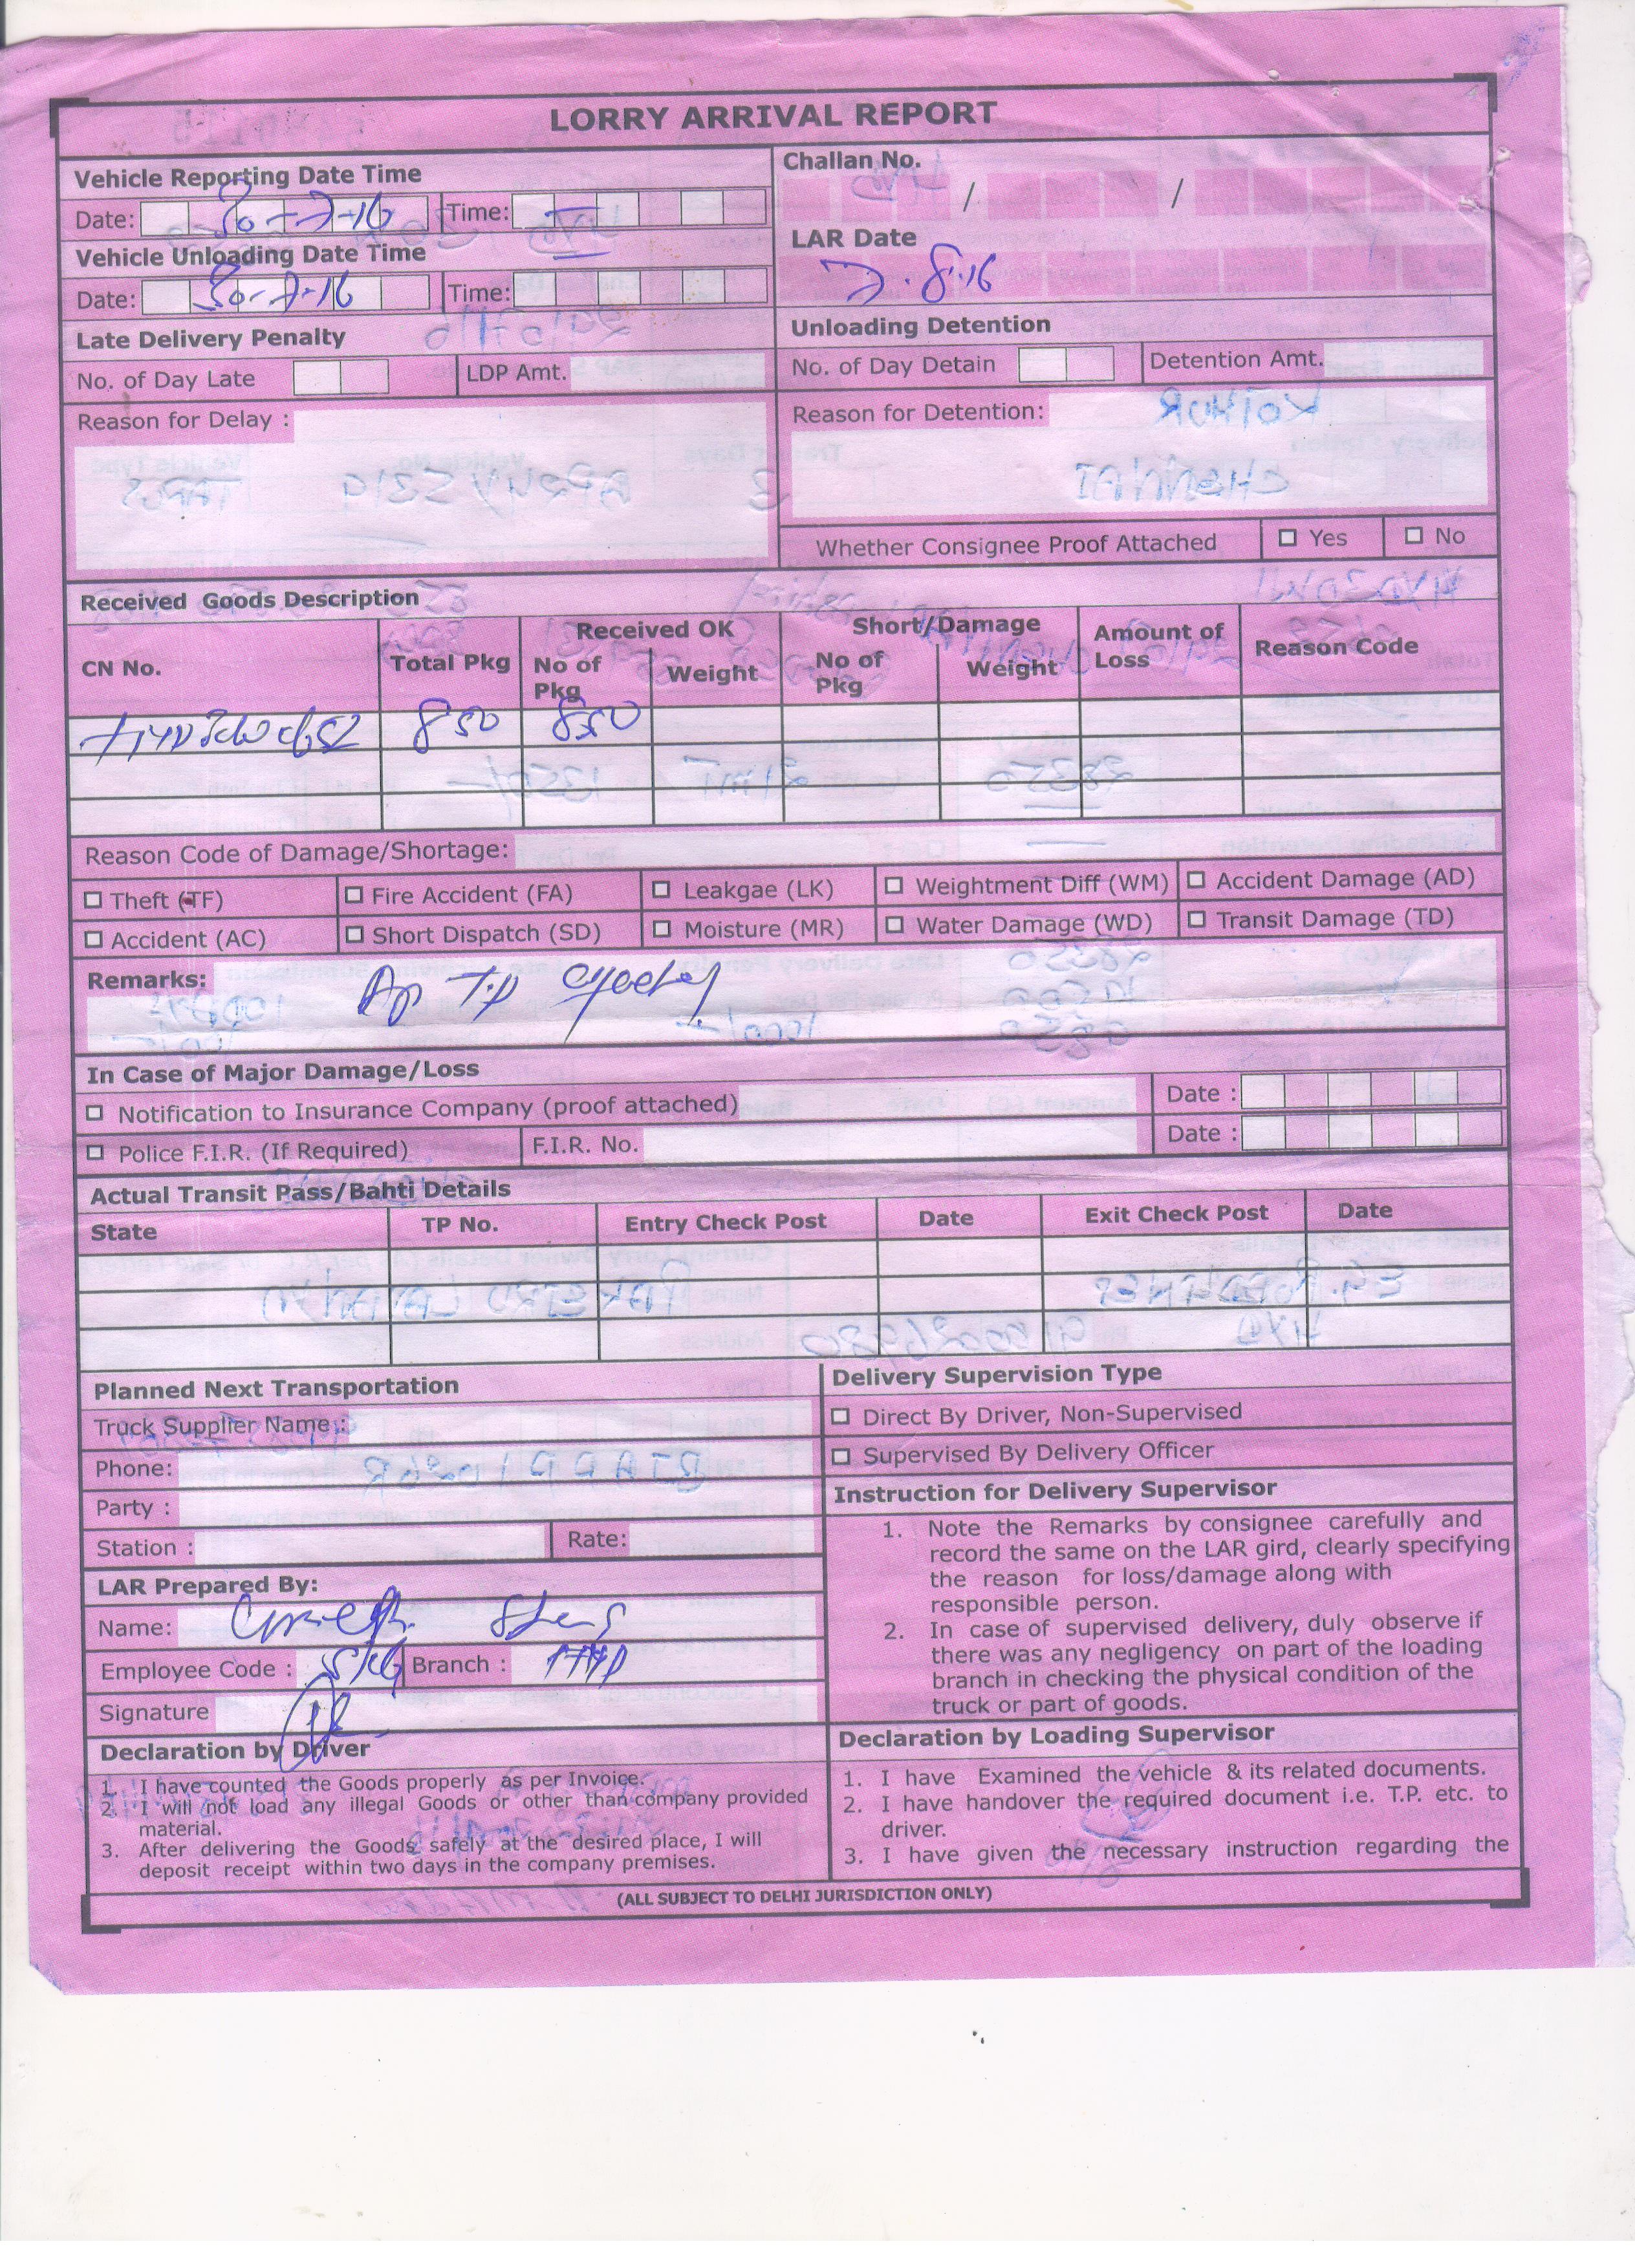 LORRY ARRIVAL REPORT
Vehicle Reporting Date Time
Date: 30-7-16 Time:
Challan No.
/ /
Vehicle Unloading Date Time
Date: 30-7-16 Time:
LAR Date
7.8.16
Late Delivery Penalty
No. of Day Late LDP Amt.
Unloading Detention
No. of Day Detain Detention Amt.
Reason for Delay :
Reason for Detention:
Whether Consignee Proof Attached Yes No
Received Goods Description
CN No. Total Pkg Received OK Short/Damage Amount of Loss Reason Code
No of Pkg Weight No of Pkg Weight
850 850
Reason Code of Damage/Shortage:
Theft (TF) Fire Accident (FA) Leakgae (LK) Weightment Diff (WM) Accident Damage (AD)
Accident (AC) Short Dispatch (SD) Moisture (MR) Water Damage (WD) Transit Damage (TD)
Remarks: Ap T.P
In Case of Major Damage/Loss
Notification to Insurance Company (proof attached) Date :
Police F.I.R. (If Required) F.I.R. No. Date :
Actual Transit Pass/Bahti Details
State TP No. Entry Check Post Date Exit Check Post Date
Planned Next Transportation
Truck Supplier Name :
Phone:
Party :
Station : Rate:
LAR Prepared By:
Name:
Employee Code : Branch : HYD
Signature
Delivery Supervision Type
Direct By Driver, Non-Supervised
Supervised By Delivery Officer
Instruction for Delivery Supervisor
1. Note the Remarks by consignee carefully and
record the same on the LAR gird, clearly specifying
the reason for loss/damage along with
responsible person.
2. In case of supervised delivery, duly observe if
there was any negligency on part of the loading
branch in checking the physical condition of the
truck or part of goods.
Declaration by Driver
1. I have counted the Goods properly as per Invoice.
2. I will not load any illegal Goods or other than company provided
material.
3. After delivering the Goods safely at the desired place, I will
deposit receipt within two days in the company premises.
Declaration by Loading Supervisor
1. I have Examined the vehicle & its related documents.
2. I have handover the required document i.e. T.P. etc. to
driver.
3. I have given the necessary instruction regarding the
(ALL SUBJECT TO DELHI JURISDICTION ONLY)